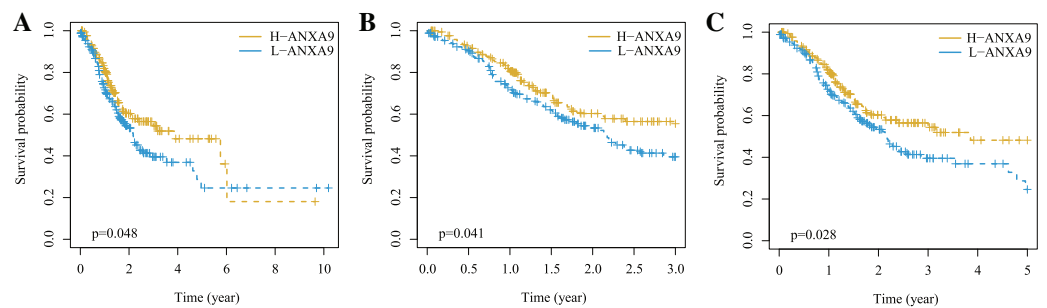 A
Survival probability
1.0
0.8
0.6
0.4
0.2
0.0
H−ANXA9
L−ANXA9
p=0.048
0 2 4 6 8 10
Time (year)
B
Survival probability
1.0
0.8
0.6
0.4
0.2
0.0
H−ANXA9
L−ANXA9
p=0.041
0.0 0.5 1.0 1.5 2.0 2.5 3.0
Time (year)
C
Survival probability
1.0
0.8
0.6
0.4
0.2
0.0
H−ANXA9
L−ANXA9
p=0.028
0 1 2 3 4 5
Time (year)